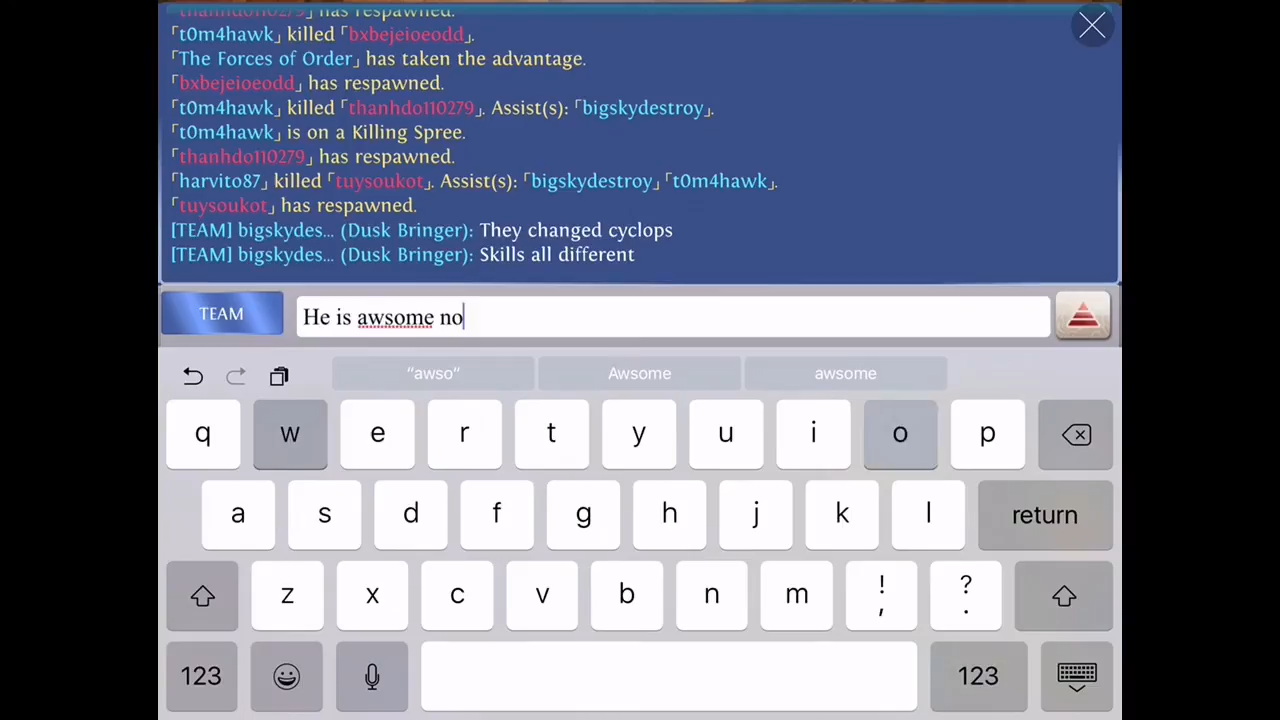 「thanhdo110279」 has respawned.
「t0m4hawk」 killed 「bxbejeioeodd」.
「The Forces of Order」 has taken the advantage.
「bxbejeioeodd」 has respawned.
「t0m4hawk」 killed 「thanhdo110279」. Assist(s): 「bigskydestroy」.
「t0m4hawk」 is on a Killing Spree.
「thanhdo110279」 has respawned.
「harvito87」 killed 「tuysoukot」. Assist(s): 「bigskydestroy」「t0m4hawk」.
「tuysoukot」 has respawned.
[TEAM] bigskydes... (Dusk Bringer): They changed cyclops
[TEAM] bigskydes... (Dusk Bringer): Skills all different
TEAM He is awsome no
“awso” Awsome awsome
q w e r t y u i o p
a s d f g h j k l return
z x c v b n m ! , ? .
123 123